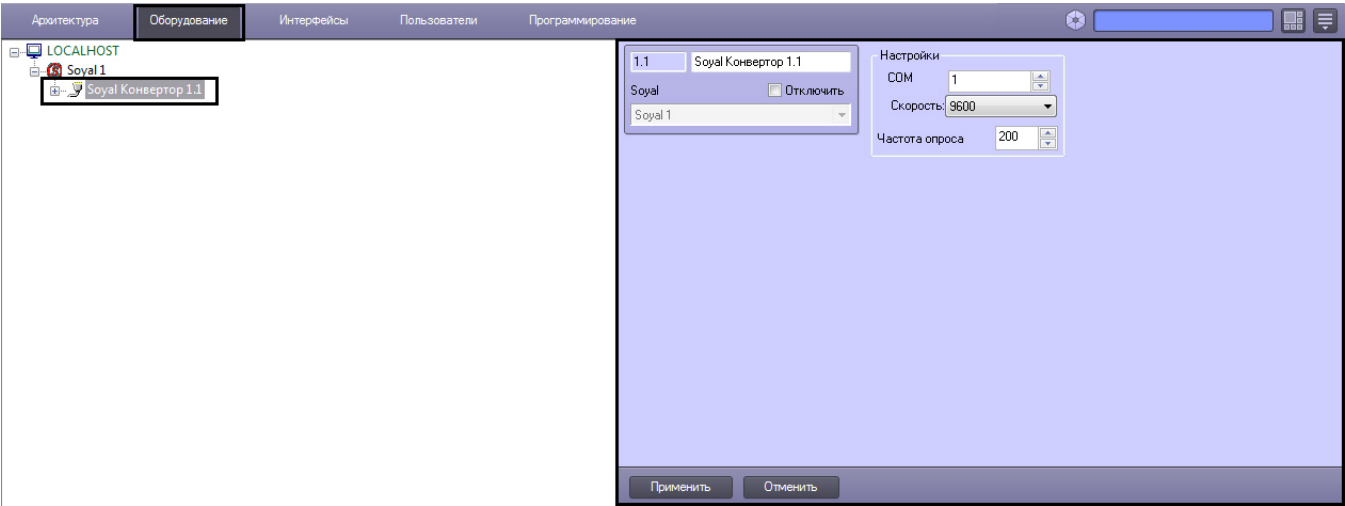 Архитектура Оборудование Интерфейсы Пользователи Программирование
LOCALHOST
Soyal 1
Soyal Конвертор 1.1
1.1 Soyal Конвертор 1.1
Soyal Отключить
Soyal 1
Настройки
COM 1
Скорость: 9600
Частота опроса 200
Применить Отменить